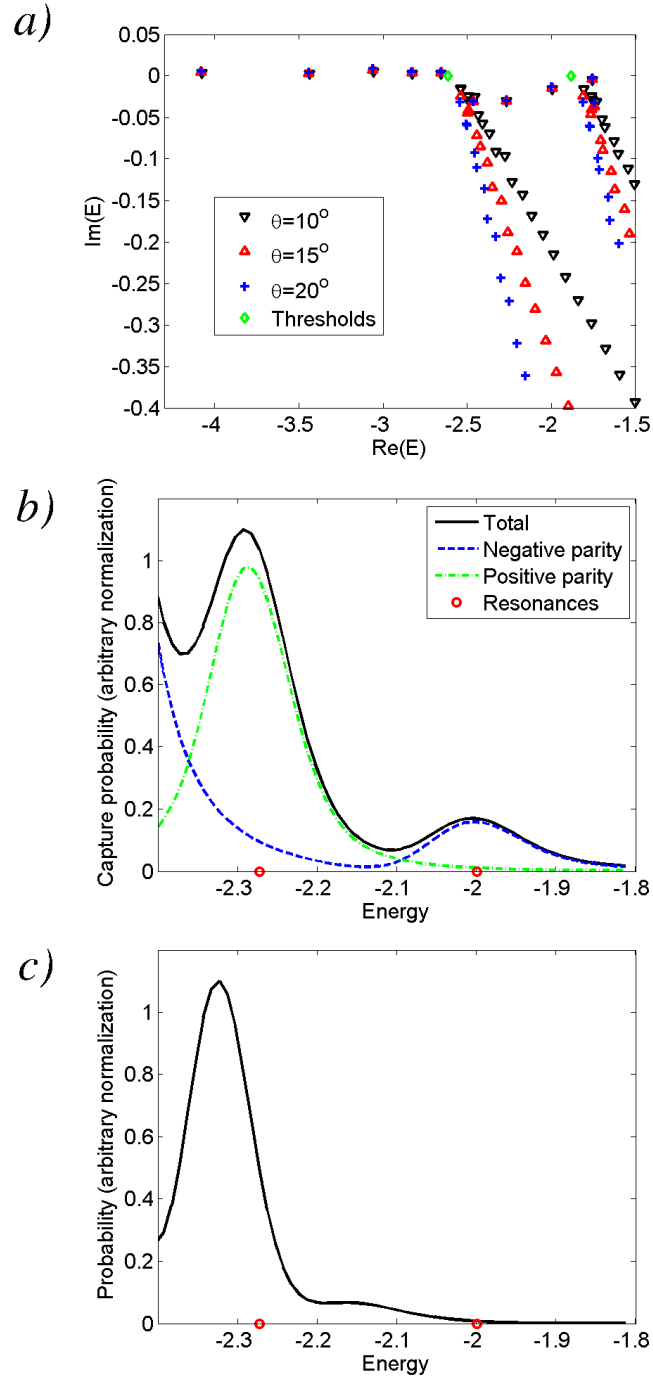 a)
0.05
0
-0.05
-0.1
-0.15
-0.2
-0.25
-0.3
-0.35
-0.4
Im(E)
θ=10°
θ=15°
θ=20°
Thresholds
-4 -3.5 -3 -2.5 -2 -1.5
Re(E)
b)
Capture probability (arbitrary normalization)
1
0.8
0.6
0.4
0.2
0
Total
Negative parity
Positive parity
Resonances
-2.3 -2.2 -2.1 -2 -1.9 -1.8
Energy
c)
Probability (arbitrary normalization)
1
0.8
0.6
0.4
0.2
0
-2.3 -2.2 -2.1 -2 -1.9 -1.8
Energy